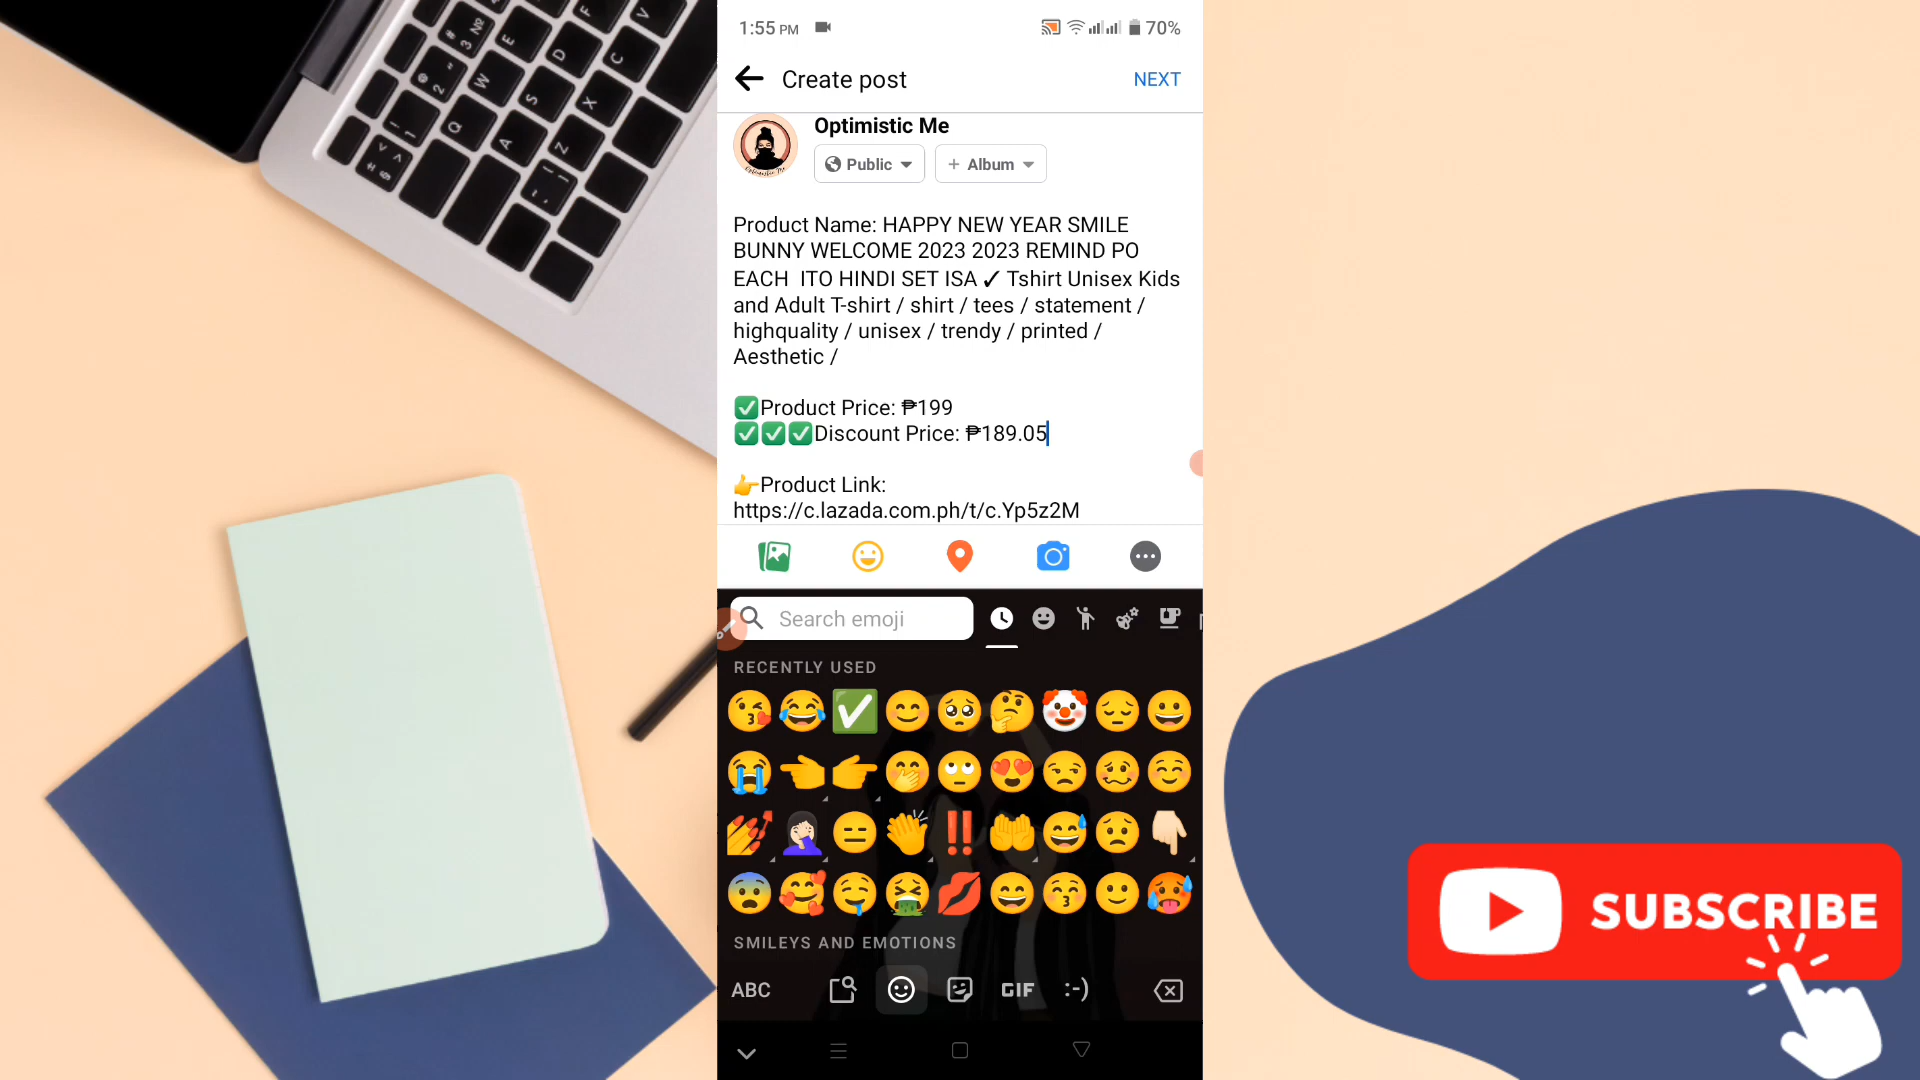 1:55 PM
70%
Create post
NEXT
Optimistic Me
Public
+ Album
Product Name: HAPPY NEW YEAR SMILE
BUNNY WELCOME 2023 2023 REMIND PO
EACH  ITO HINDI SET ISA ✓ Tshirt Unisex Kids
and Adult T-shirt / shirt / tees / statement /
highquality / unisex / trendy / printed /
Aesthetic /
✅Product Price: ₱199
✅✅✅Discount Price: ₱189.05
👉Product Link:
https://c.lazada.com.ph/t/c.Yp5z2M
Search emoji
RECENTLY USED
SMILEYS AND EMOTIONS
ABC
GIF
:-)
SUBSCRIBE